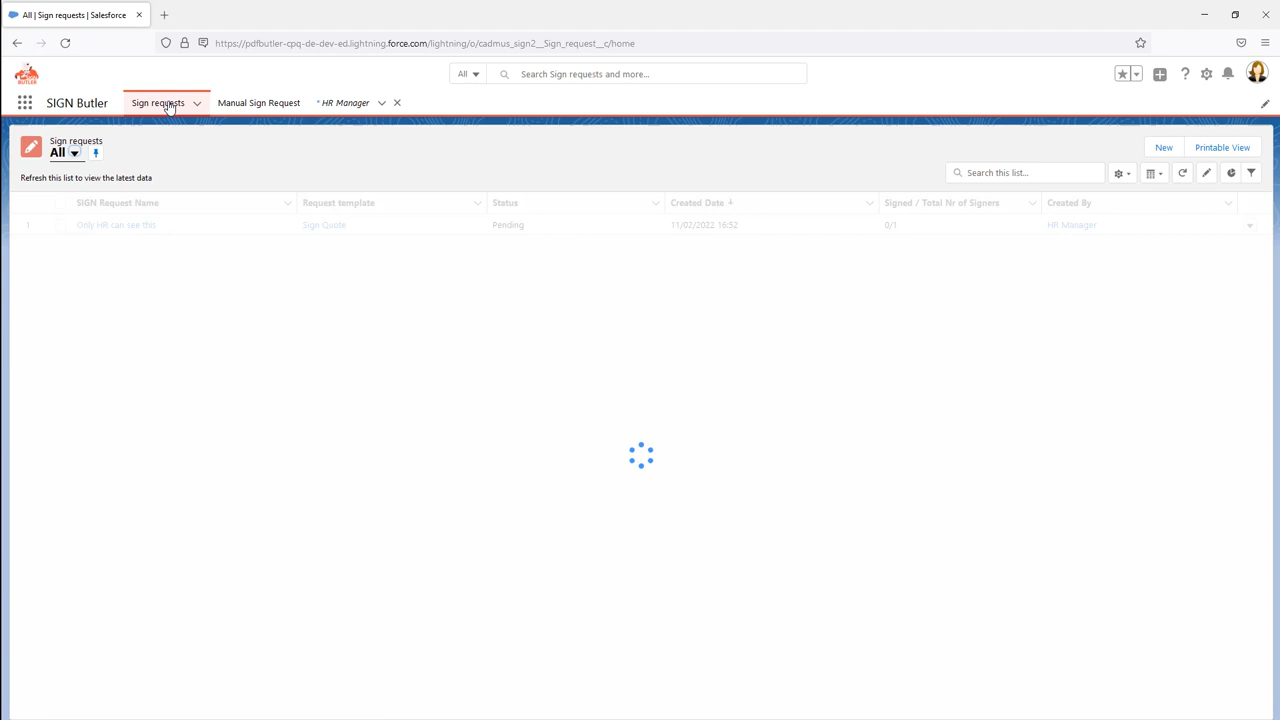 All | Sign requests | Salesforce
https://pdfbutler-cpq-de-dev-ed.lightning.force.com/lightning/o/cadmus_sign2__Sign_request__c/home
All
Search Sign requests and more...
SIGN Butler
Sign requests
Manual Sign Request
* HR Manager
Sign requests
All
New
Printable View
Search this list...
Refresh this list to view the latest data
SIGN Request Name
Request template
Status
Created Date
Signed / Total Nr of Signers
Created By
1
Only HR can see this
Sign Quote
Pending
11/02/2022 16:52
0/1
HR Manager